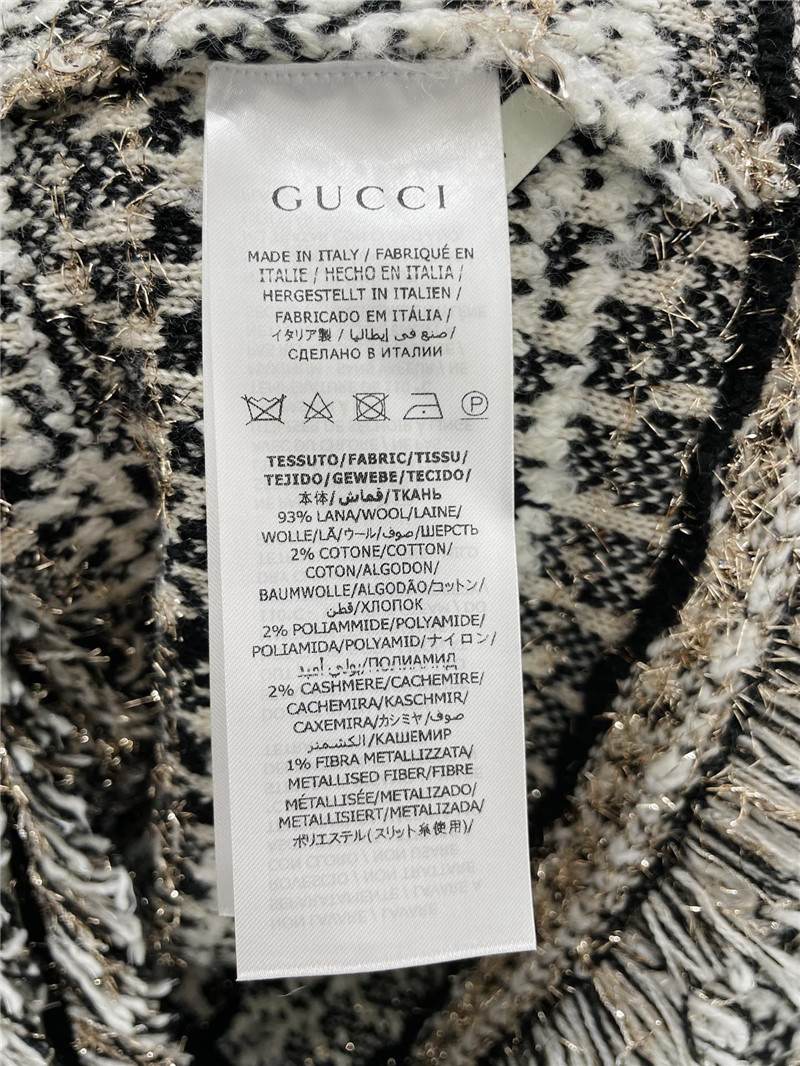 GUCCI
MADE IN ITALY / FABRIQUÉ EN
ITALIE / HECHO EN ITALIA /
HERGESTELLT IN ITALIEN /
FABRICADO EM ITÁLIA /
イタリア製 / صنع في إيطاليا /
СДЕЛАНО В ИТАЛИИ
P
TESSUTO/FABRIC/TISSU/
TEJIDO/GEWEBE/TECIDO/
本体/قماش/ТКАНЬ
93% LANA/WOOL/LAINE/
WOLLE/LÃ/ウール/صوف/ШЕРСТЬ
2% COTONE/COTTON/
COTON/ALGODON/
BAUMWOLLE/ALGODÃO/コットン/
قطن/ХЛОПОК
2% POLIAMMIDE/POLYAMIDE/
POLIAMIDA/POLYAMID/ナイロン/
بولي أميد/ПОЛИАМИД
2% CASHMERE/CACHEMIRE/
CACHEMIRA/KASCHMIR/
CAXEMIRA/カシミヤ/صوف
الكشمير/КАШЕМИР
1% FIBRA METALLIZZATA/
METALLISED FIBER/FIBRE
MÉTALLISÉE/METALIZADO/
METALLISIERT/METALIZADA/
ポリエステル(スリット糸使用)/